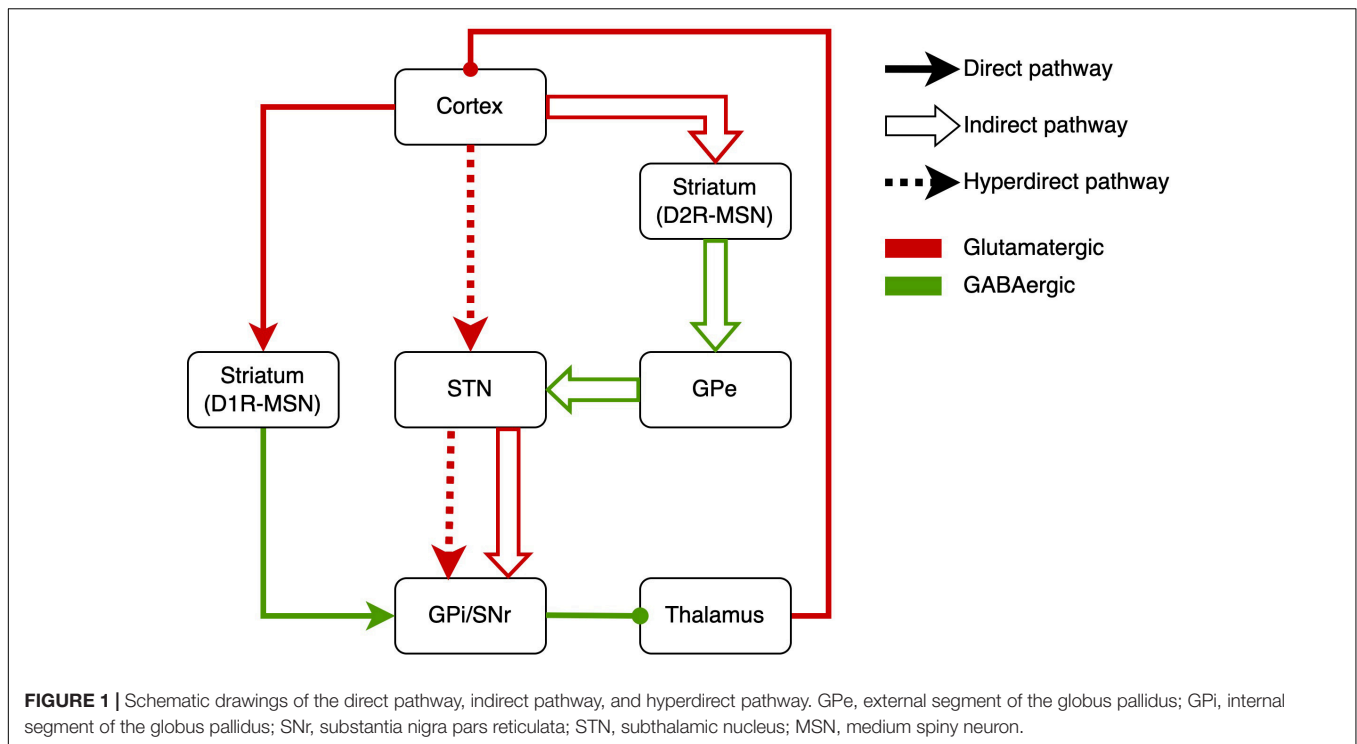 Cortex
Striatum
(D2R-MSN)
Striatum
(D1R-MSN)
STN
GPe
GPi/SNr
Thalamus
Direct pathway
Indirect pathway
Hyperdirect pathway
Glutamatergic
GABAergic
FIGURE 1 | Schematic drawings of the direct pathway, indirect pathway, and hyperdirect pathway. GPe, external segment of the globus pallidus; GPi, internal
segment of the globus pallidus; SNr, substantia nigra pars reticulata; STN, subthalamic nucleus; MSN, medium spiny neuron.